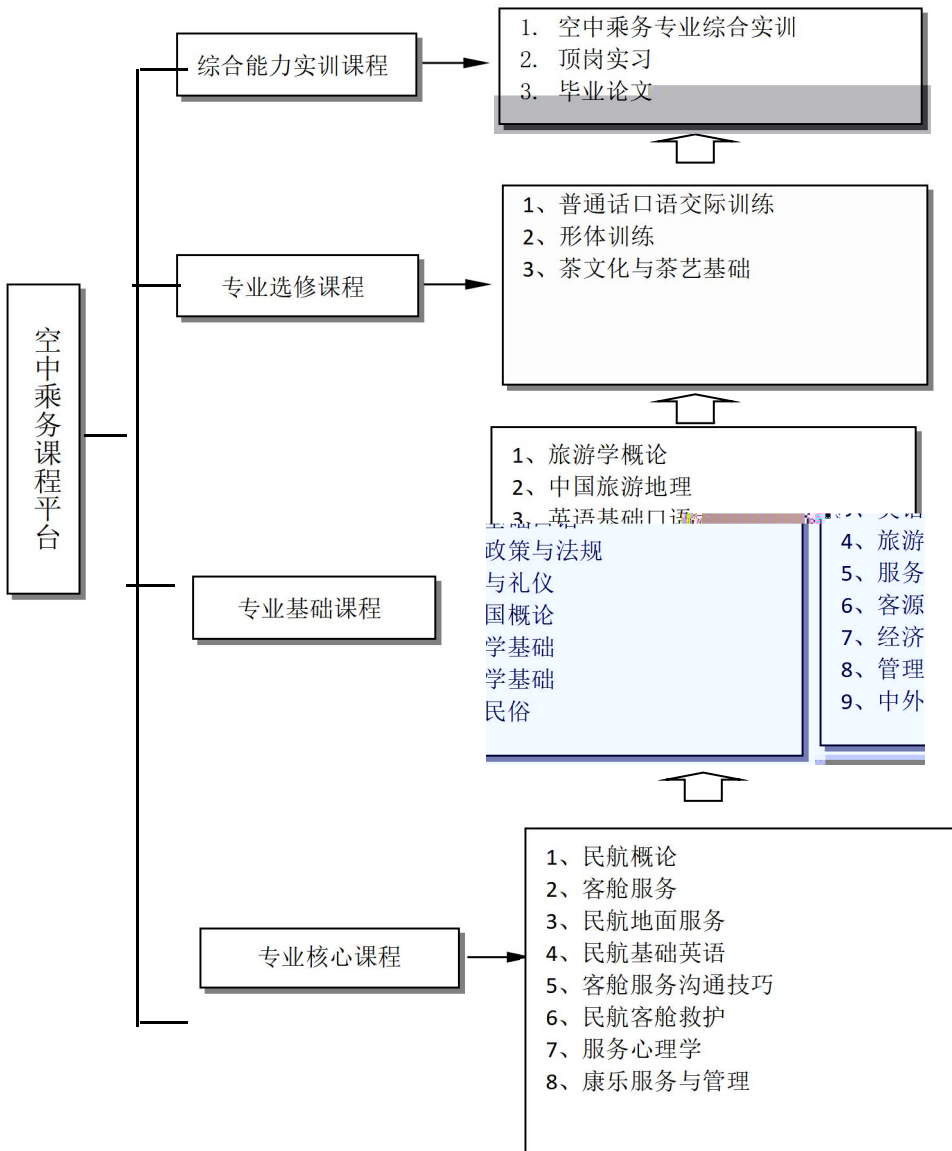 空中乘务课程平台
综合能力实训课程
1. 空中乘务专业综合实训
2. 顶岗实习
3. 毕业论文
专业选修课程
1、普通话口语交际训练
2、形体训练
3、茶文化与茶艺基础
专业基础课程
1、旅游学概论
2、中国旅游地理
3、英语基础口语
政策与法规
与礼仪
国概论
学基础
学基础
民俗
4、旅游
5、服务
6、客源
7、经济
8、管理
9、中外
专业核心课程
1、民航概论
2、客舱服务
3、民航地面服务
4、民航基础英语
5、客舱服务沟通技巧
6、民航客舱救护
7、服务心理学
8、康乐服务与管理